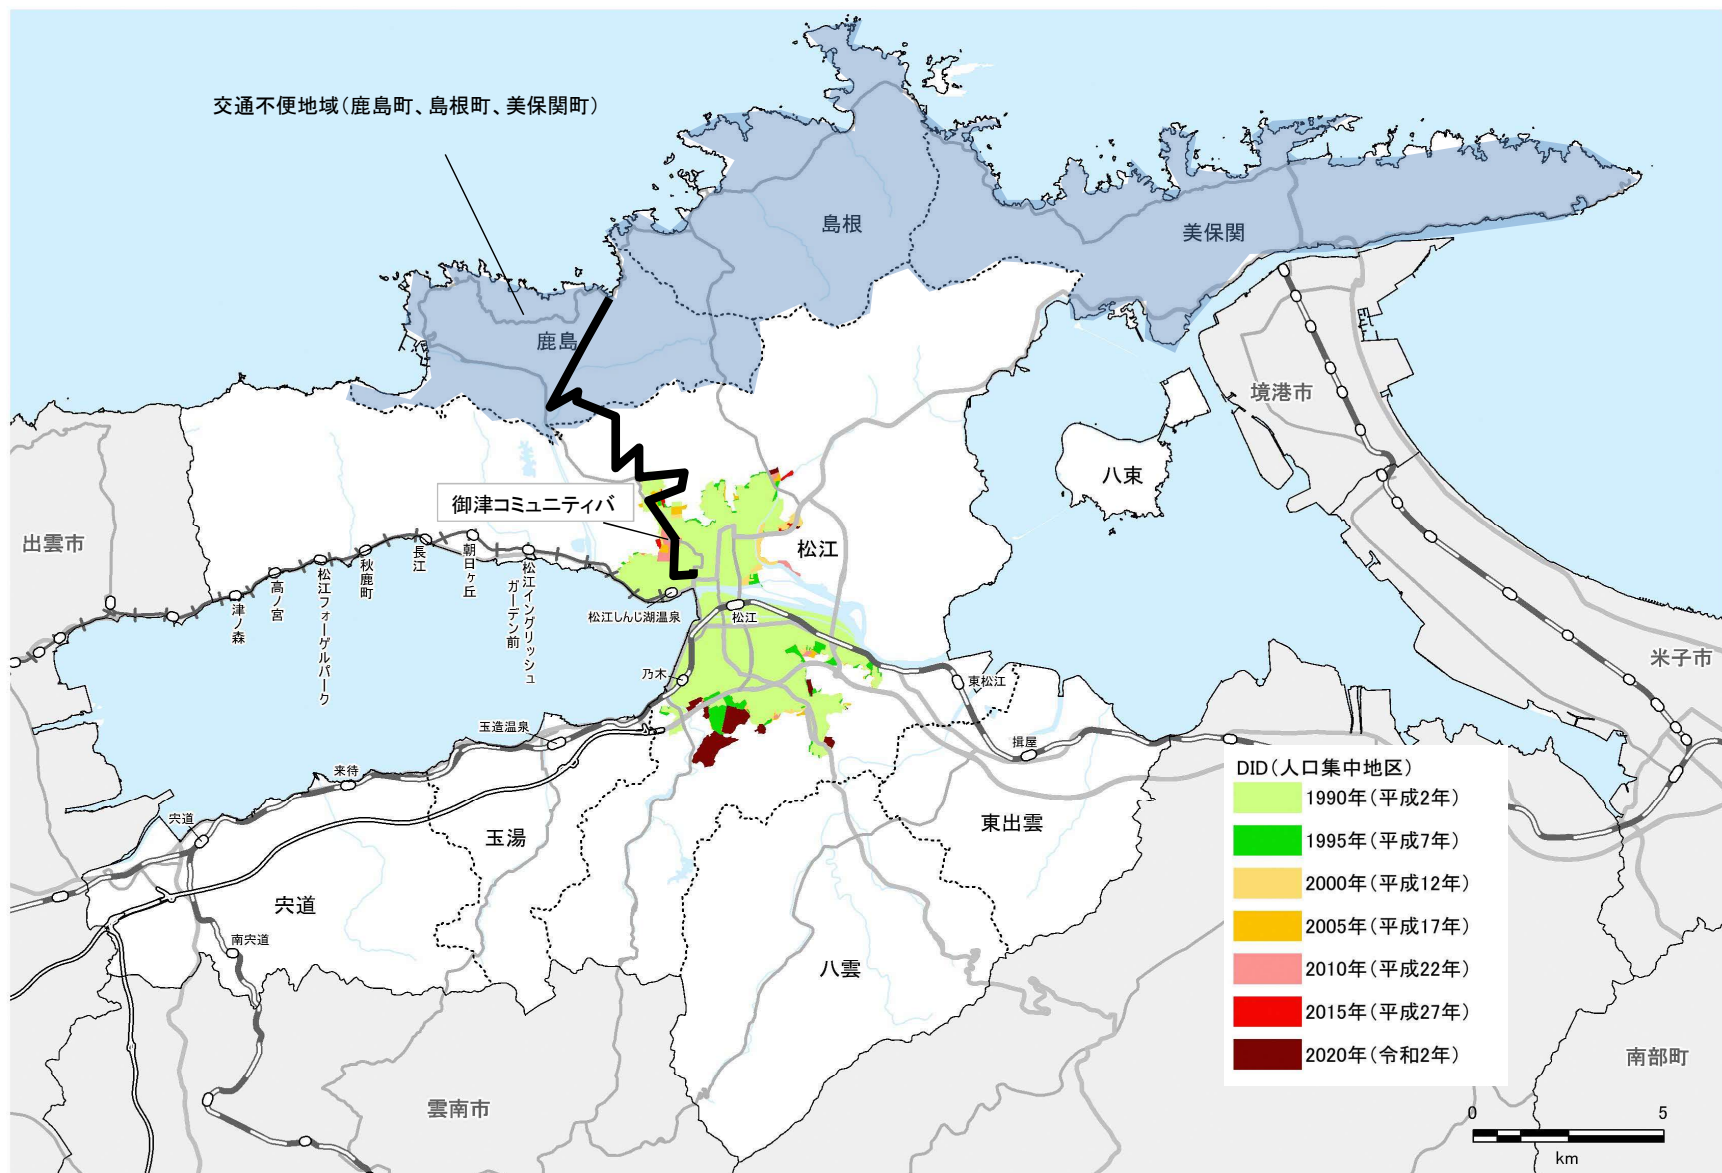 交通不便地域（鹿島町、島根町、美保関町）
島根
美保関
鹿島
境港市
八束
御津コミュニティバ
出雲市
松江
長江
朝日ヶ丘
松江イングリッシュ
ガーデン前
秋鹿町
松江フォーゲルパーク
高ノ宮
津ノ森
松江しんじ湖温泉
松江
米子市
乃木
東松江
玉造温泉
揖屋
来待
宍道
玉湯
東出雲
宍道
南宍道
八雲
雲南市
南部町
DID（人口集中地区）
1990年（平成2年）
1995年（平成7年）
2000年（平成12年）
2005年（平成17年）
2010年（平成22年）
2015年（平成27年）
2020年（令和2年）
0 5
km